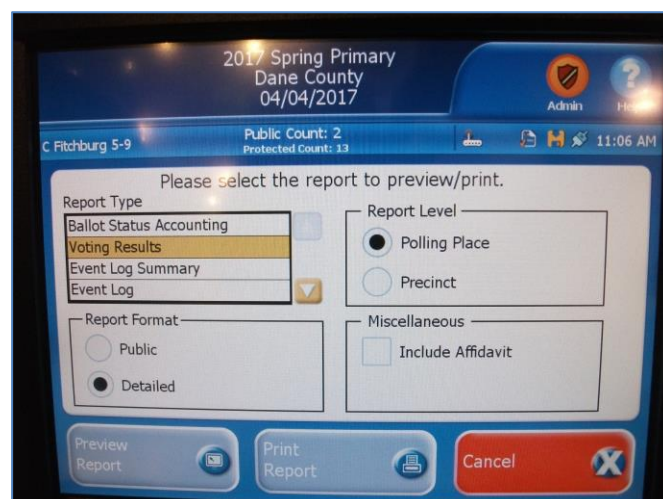 2017 Spring Primary
Dane County
04/04/2017
Admin
Help
C Fitchburg 5-9
Public Count: 2
Protected Count: 13
11:06 AM
Please select the report to preview/print.
Report Type
Ballot Status Accounting
Voting Results
Event Log Summary
Event Log
Report Level
Polling Place
Precinct
Report Format
Public
Detailed
Miscellaneous
Include Affidavit
Preview
Report
Print
Report
Cancel